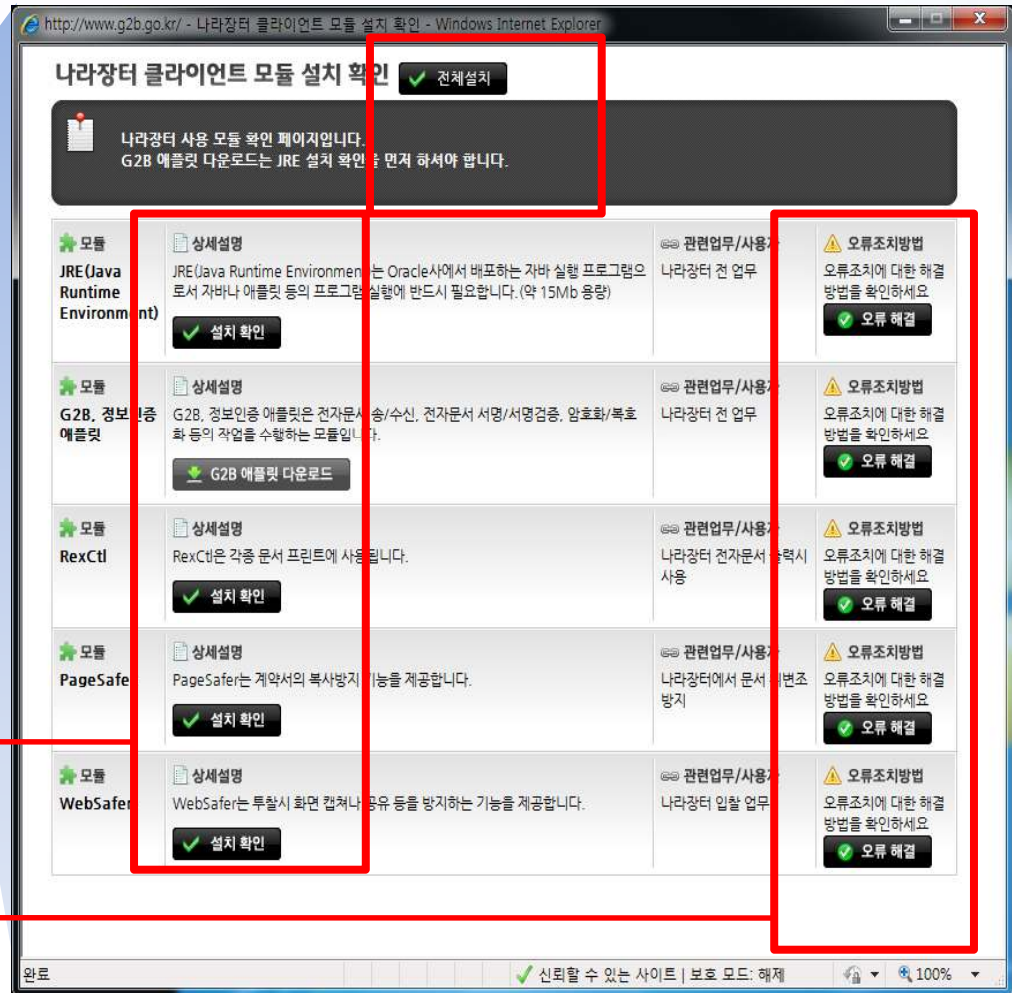 http://www.g2b.go.kr/ - 나라장터 클라이언트 모듈 설치 확인 - Windows Internet Explorer
나라장터 클라이언트 모듈 설치 확인 전체설치
나라장터 사용 모듈 확인 페이지입니다.
G2B 애플릿 다운로드는 JRE 설치 확인을 먼저 하셔야 합니다.
모듈 상세설명 관련업무/사용자 오류조치방법
JRE(Java
Runtime
Environment)
JRE(Java Runtime Environment)는 Oracle사에서 배포하는 자바 실행 프로그램으
로서 자바나 애플릿 등의 프로그램 실행에 반드시 필요합니다.(약 15Mb 용량)
설치 확인
나라장터 전 업무
오류조치에 대한 해결
방법을 확인하세요
오류 해결
모듈 상세설명 관련업무/사용자 오류조치방법
G2B, 정보인증
애플릿
G2B, 정보인증 애플릿은 전자문서 송/수신, 전자문서 서명/서명검증, 암호화/복호
화 등의 작업을 수행하는 모듈입니다.
G2B 애플릿 다운로드
나라장터 전 업무
오류조치에 대한 해결
방법을 확인하세요
오류 해결
모듈 상세설명 관련업무/사용자 오류조치방법
RexCtl
RexCtl은 각종 문서 프린트에 사용됩니다.
설치 확인
나라장터 전자문서 출력시
사용
오류조치에 대한 해결
방법을 확인하세요
오류 해결
모듈 상세설명 관련업무/사용자 오류조치방법
PageSafer
PageSafer는 계약서의 복사방지 기능을 제공합니다.
설치 확인
나라장터에서 문서 위변조
방지
오류조치에 대한 해결
방법을 확인하세요
오류 해결
모듈 상세설명 관련업무/사용자 오류조치방법
WebSafer
WebSafer는 투찰시 화면 캡쳐나 공유 등을 방지하는 기능을 제공합니다.
설치 확인
나라장터 입찰 업무
오류조치에 대한 해결
방법을 확인하세요
오류 해결
완료 신뢰할 수 있는 사이트 | 보호 모드: 해제 100%